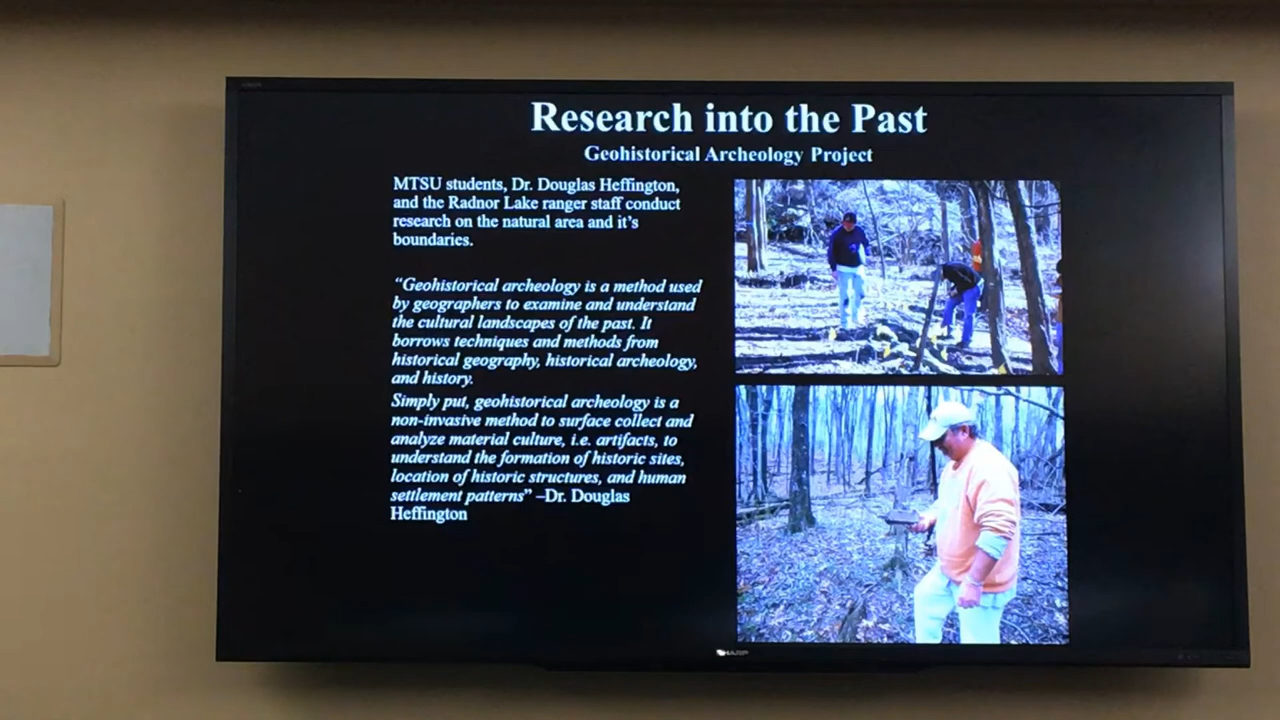 Research into the Past
Geohistorical Archeology Project
MTSU students, Dr. Douglas Heffington,
and the Radnor Lake ranger staff conduct
research on the natural area and it's
boundaries.
“Geohistorical archeology is a method used
by geographers to examine and understand
the cultural landscapes of the past. It
borrows techniques and methods from
historical geography, historical archeology,
and history.
Simply put, geohistorical archeology is a
non-invasive method to surface collect and
analyze material culture, i.e. artifacts, to
understand the formation of historic sites,
location of historic structures, and human
settlement patterns” –Dr. Douglas
Heffington
SHARP